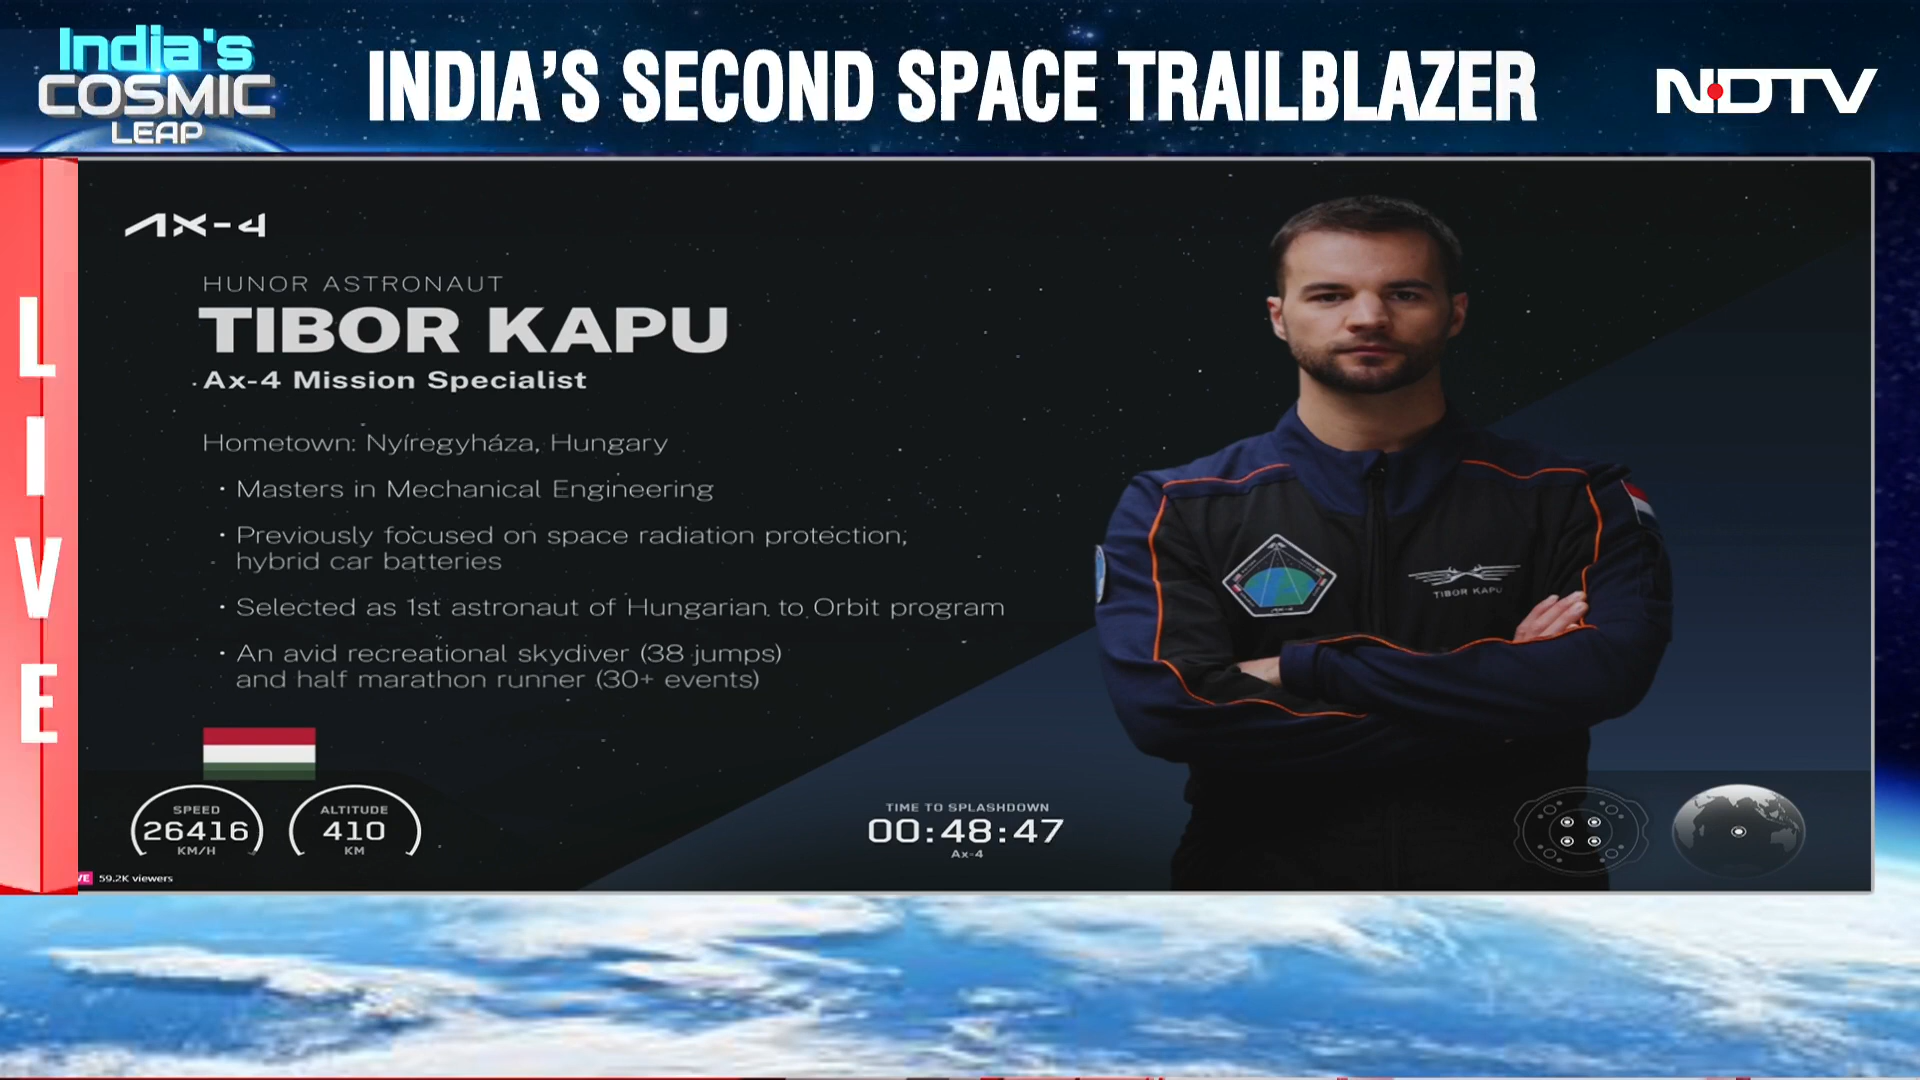 India's
COSMIC
LEAP
INDIA'S SECOND SPACE TRAILBLAZER
NDTV
LIVE
AX-4
HUNOR ASTRONAUT
TIBOR KAPU
Ax-4 Mission Specialist
Hometown: Nyíregyháza, Hungary
• Masters in Mechanical Engineering
• Previously focused on space radiation protection;
hybrid car batteries
• Selected as 1st astronaut of Hungarian to Orbit program
• An avid recreational skydiver (38 jumps)
and half marathon runner (30+ events)
TIBOR KAPU
AX-4
SPEED
26416
KM/H
ALTITUDE
410
KM
TIME TO SPLASHDOWN
00:48:47
Ax-4
VE 59.2K viewers